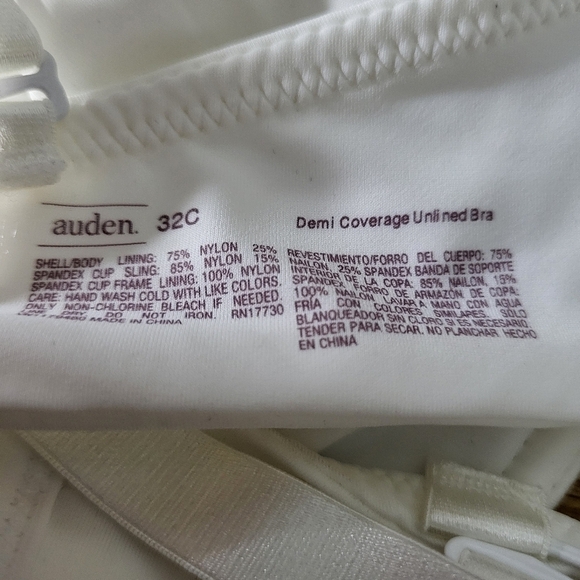 auden. 32C
SHELL/BODY LINING: 75% NYLON 25%
SPANDEX CUP SLING: 85% NYLON 15%
SPANDEX CUP FRAME LINING: 100% NYLON
CARE: HAND WASH COLD WITH LIKE COLORS.
ONLY NON-CHLORINE BLEACH IF NEEDED.
LINE DRY. DO NOT IRON. RN17730
MADE IN CHINA
Demi Coverage Unlined Bra
REVESTIMIENTO/FORRO DEL CUERPO: 75%
NAILON, 25% SPANDEX BANDA DE SOPORTE
INTERIOR DE LA COPA: 85% NAILON, 15%
SPANDEX FORRO DE ARMAZON DE COPA:
100% NAILON LAVAR A MANO CON AGUA
FRÍA CON COLORES SIMILARES. SOLO
BLANQUEADOR SIN CLORO SI ES NECESARIO.
TENDER PARA SECAR. NO PLANCHAR. HECHO
EN CHINA